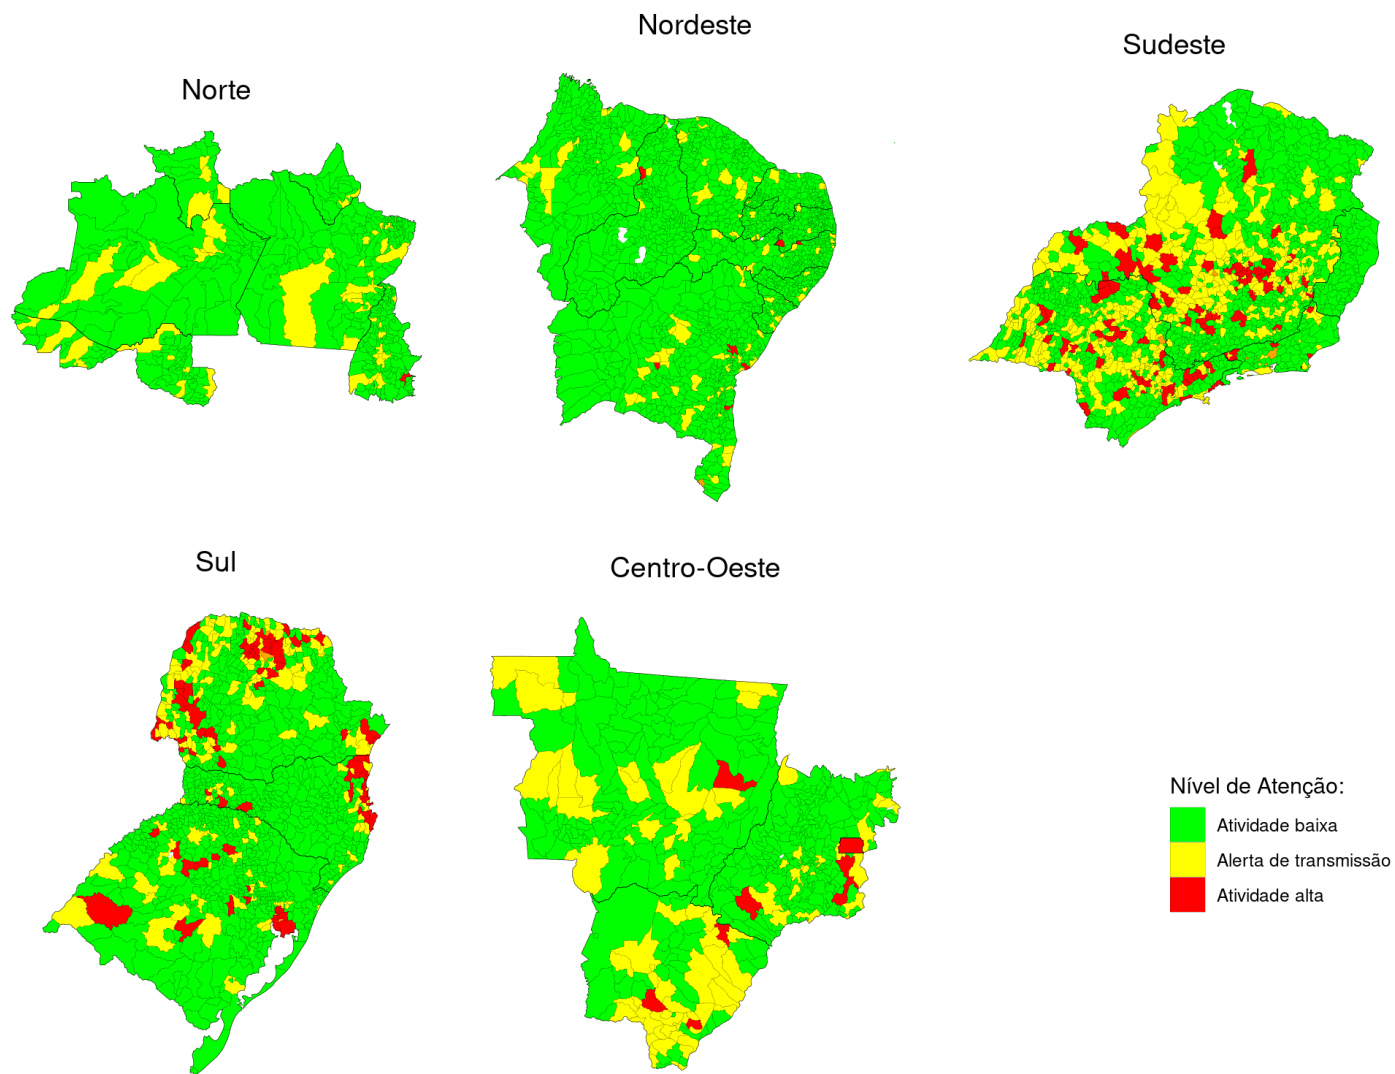 Nordeste
Sudeste
Norte
Sul
Centro-Oeste
Nível de Atenção:
Atividade baixa
Alerta de transmissão
Atividade alta